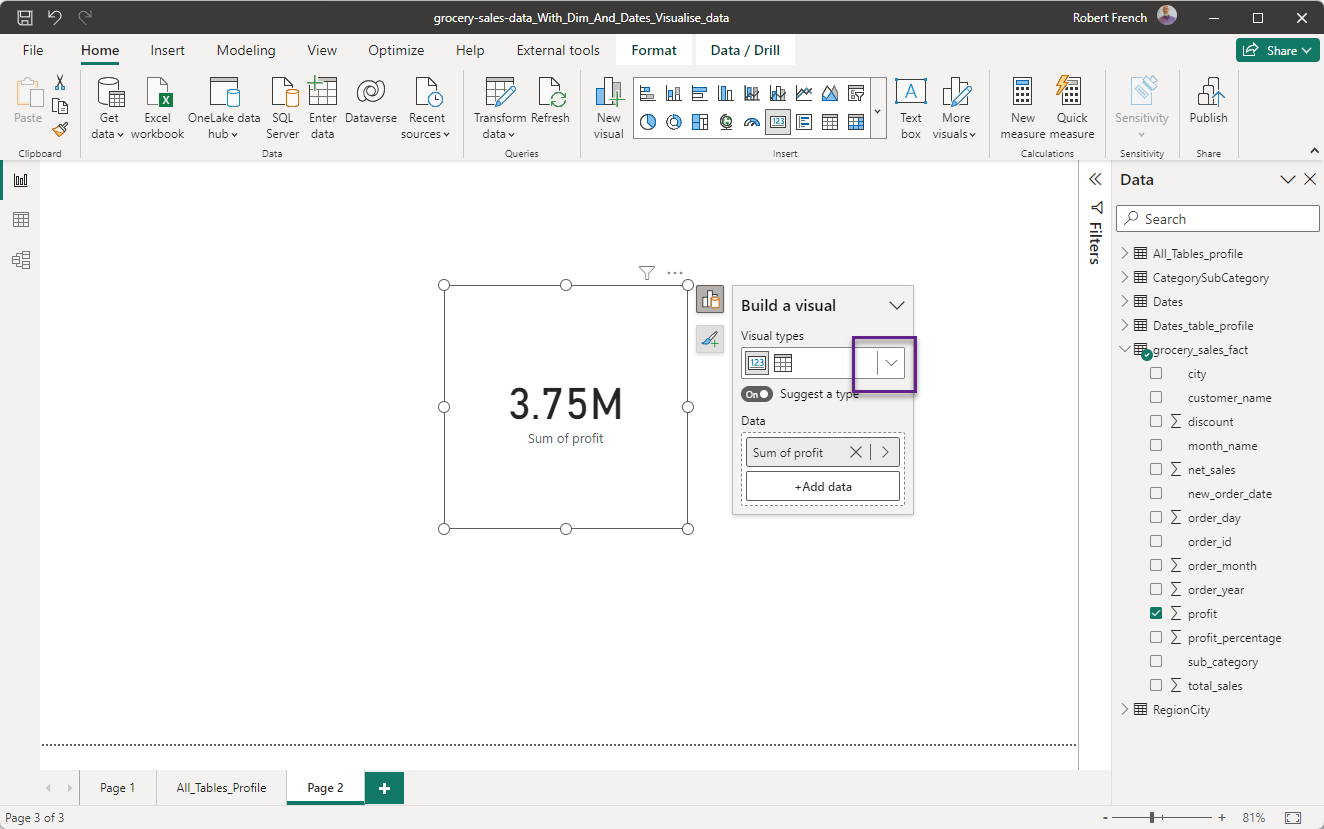 grocery-sales-data_With_Dim_And_Dates_Visualise_data
Robert French
File Home Insert Modeling View Optimize Help External tools Format Data / Drill
Share
Paste
Get data
Excel workbook
OneLake data hub
SQL Server
Enter data
Dataverse
Recent sources
Transform data
Refresh
New visual
123
Text box
A
More visuals
New measure
Quick measure
Sensitivity
Publish
Clipboard Data Queries Insert Calculations Sensitivity Share
Filters
Data
Search
All_Tables_profile
CategorySubCategory
Dates
Dates_table_profile
grocery_sales_fact
city
customer_name
∑ discount
month_name
∑ net_sales
new_order_date
∑ order_day
order_id
∑ order_month
∑ order_year
∑ profit
∑ profit_percentage
sub_category
∑ total_sales
RegionCity
3.75M
Sum of profit
Build a visual
Visual types
123
On Suggest a type
Data
Sum of profit
+Add data
Page 1 All_Tables_Profile Page 2 +
Page 3 of 3
- + 81%